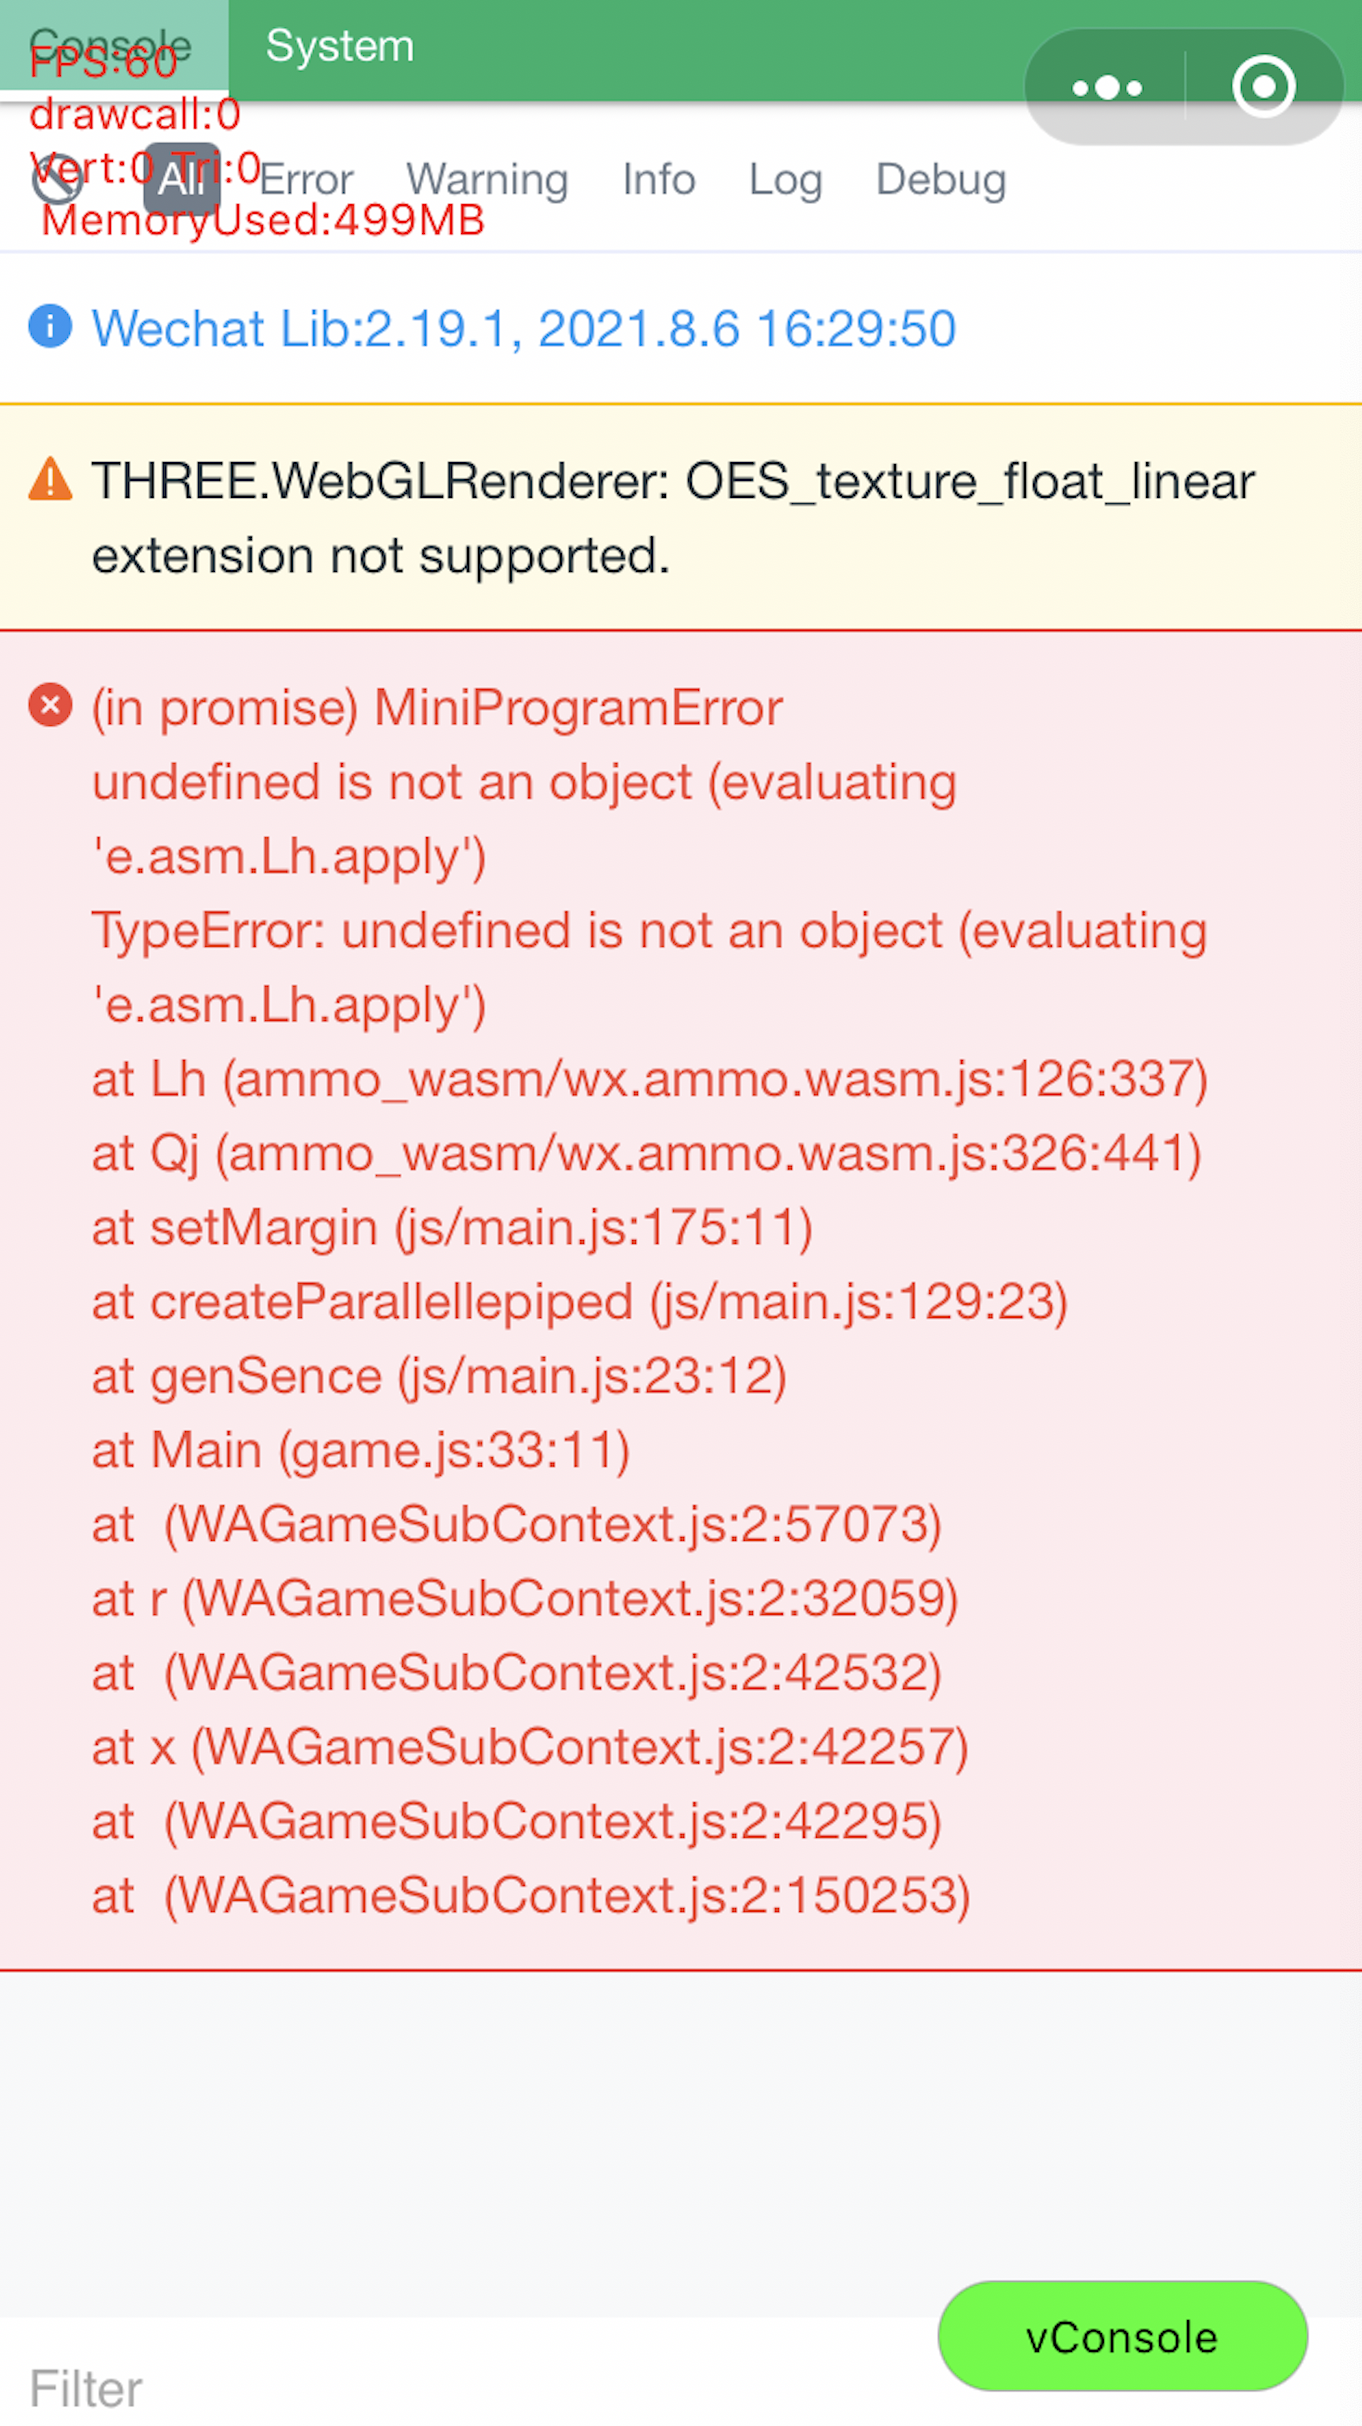 Console
System
FPS:60
drawcall:0
Vert:0 Tri:0
All
Error
Warning
Info
Log
Debug
MemoryUsed:499MB
Wechat Lib:2.19.1, 2021.8.6 16:29:50
THREE.WebGLRenderer: OES_texture_float_linear
extension not supported.
(in promise) MiniProgramError
undefined is not an object (evaluating
'e.asm.Lh.apply')
TypeError: undefined is not an object (evaluating
'e.asm.Lh.apply')
at Lh (ammo_wasm/wx.ammo.wasm.js:126:337)
at Qj (ammo_wasm/wx.ammo.wasm.js:326:441)
at setMargin (js/main.js:175:11)
at createParallellepiped (js/main.js:129:23)
at genSence (js/main.js:23:12)
at Main (game.js:33:11)
at  (WAGameSubContext.js:2:57073)
at r (WAGameSubContext.js:2:32059)
at  (WAGameSubContext.js:2:42532)
at x (WAGameSubContext.js:2:42257)
at  (WAGameSubContext.js:2:42295)
at  (WAGameSubContext.js:2:150253)
vConsole
Filter